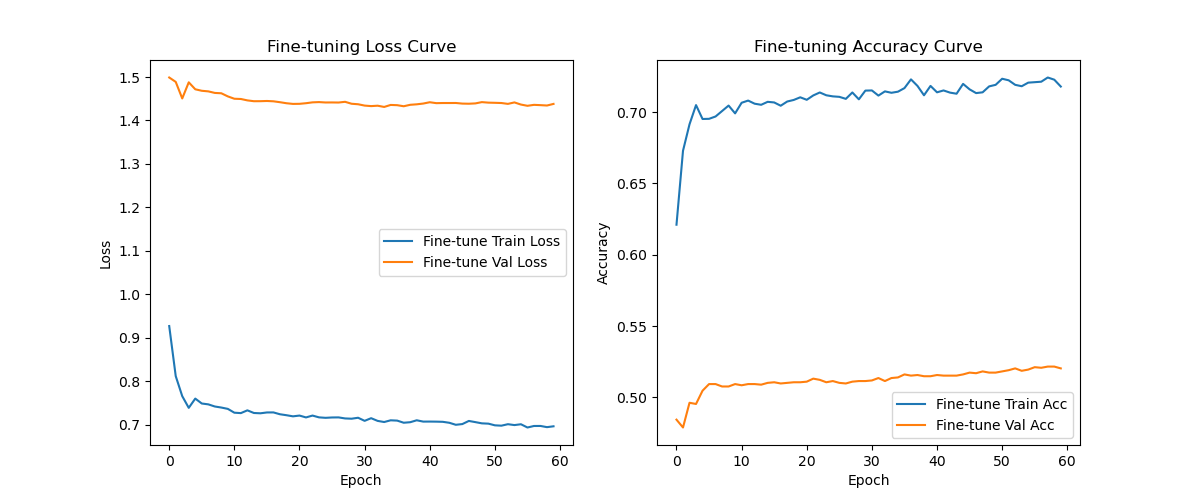 Fine-tuning Loss Curve
1.5
1.4
1.3
1.2
1.1
1.0
0.9
0.8
0.7
Loss
Fine-tune Train Loss
Fine-tune Val Loss
0 10 20 30 40 50 60
Epoch
Fine-tuning Accuracy Curve
0.70
0.65
0.60
0.55
0.50
Accuracy
Fine-tune Train Acc
Fine-tune Val Acc
0 10 20 30 40 50 60
Epoch